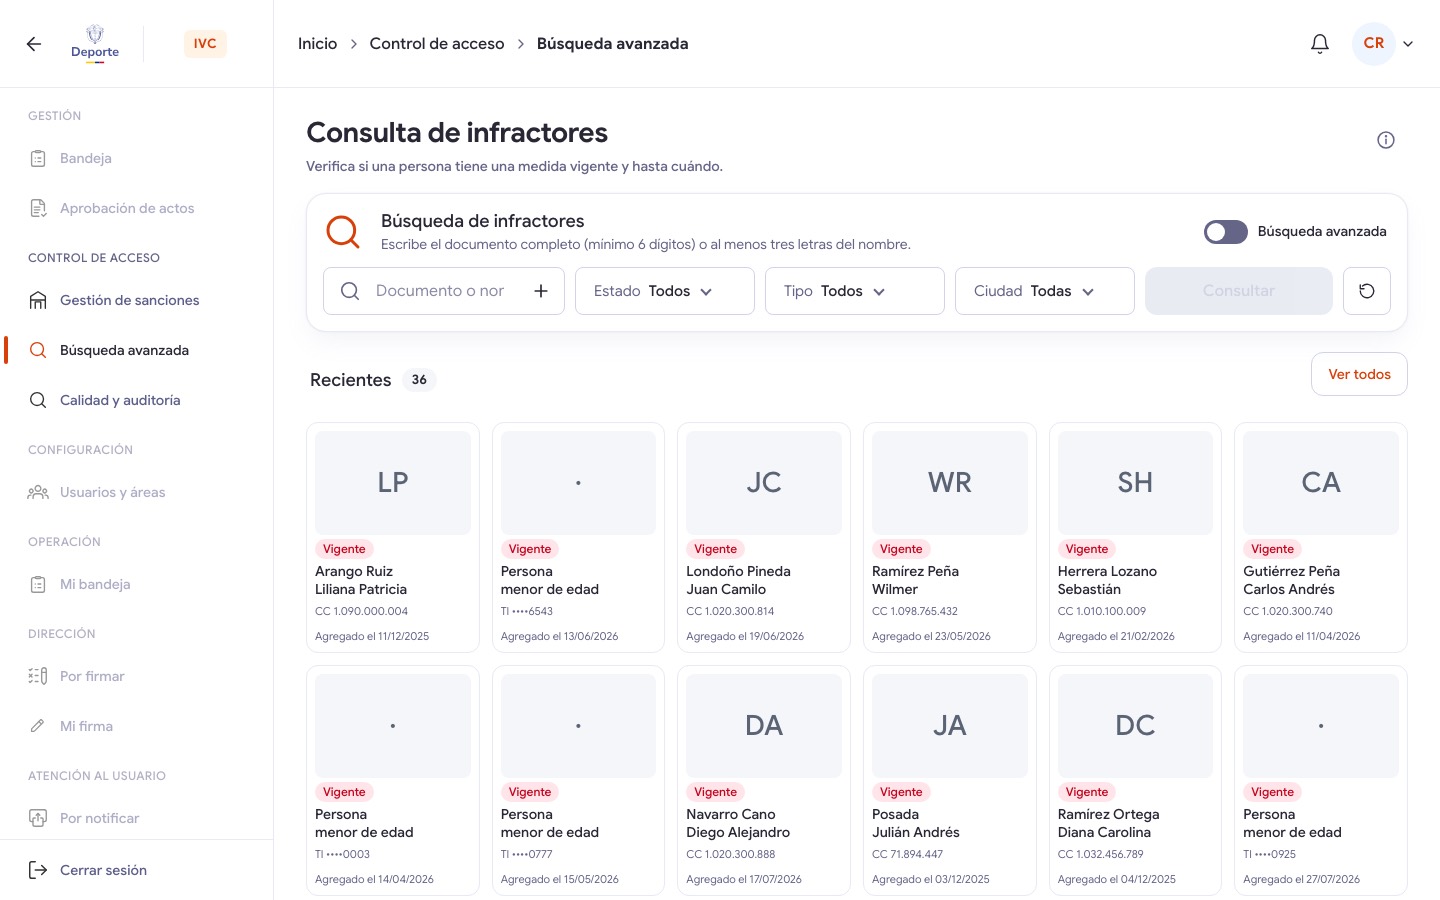 Deporte
IVC
Inicio > Control de acceso > Búsqueda avanzada
CR
GESTIÓN
Bandeja
Aprobación de actos
CONTROL DE ACCESO
Gestión de sanciones
Búsqueda avanzada
Calidad y auditoría
CONFIGURACIÓN
Usuarios y áreas
OPERACIÓN
Mi bandeja
DIRECCIÓN
Por firmar
Mi firma
ATENCIÓN AL USUARIO
Por notificar
Cerrar sesión
Consulta de infractores
Verifica si una persona tiene una medida vigente y hasta cuándo.
Búsqueda de infractores
Escribe el documento completo (mínimo 6 dígitos) o al menos tres letras del nombre.
Búsqueda avanzada
Documento o nor
Estado Todos
Tipo Todos
Ciudad Todas
Consultar
Recientes 36
Ver todos
LP
Vigente
Arango Ruiz
Liliana Patricia
CC 1.090.000.004
Agregado el 11/12/2025
·
Vigente
Persona
menor de edad
TI ••••6543
Agregado el 13/06/2026
JC
Vigente
Londoño Pineda
Juan Camilo
CC 1.020.300.814
Agregado el 19/06/2026
WR
Vigente
Ramírez Peña
Wilmer
CC 1.098.765.432
Agregado el 23/05/2026
SH
Vigente
Herrera Lozano
Sebastián
CC 1.010.100.009
Agregado el 21/02/2026
CA
Vigente
Gutiérrez Peña
Carlos Andrés
CC 1.020.300.740
Agregado el 11/04/2026
·
Vigente
Persona
menor de edad
TI ••••0003
Agregado el 14/04/2026
·
Vigente
Persona
menor de edad
TI ••••0777
Agregado el 15/05/2026
DA
Vigente
Navarro Cano
Diego Alejandro
CC 1.020.300.888
Agregado el 17/07/2026
JA
Vigente
Posada
Julián Andrés
CC 71.894.447
Agregado el 03/12/2025
DC
Vigente
Ramírez Ortega
Diana Carolina
CC 1.032.456.789
Agregado el 04/12/2025
·
Vigente
Persona
menor de edad
TI ••••0925
Agregado el 27/07/2026